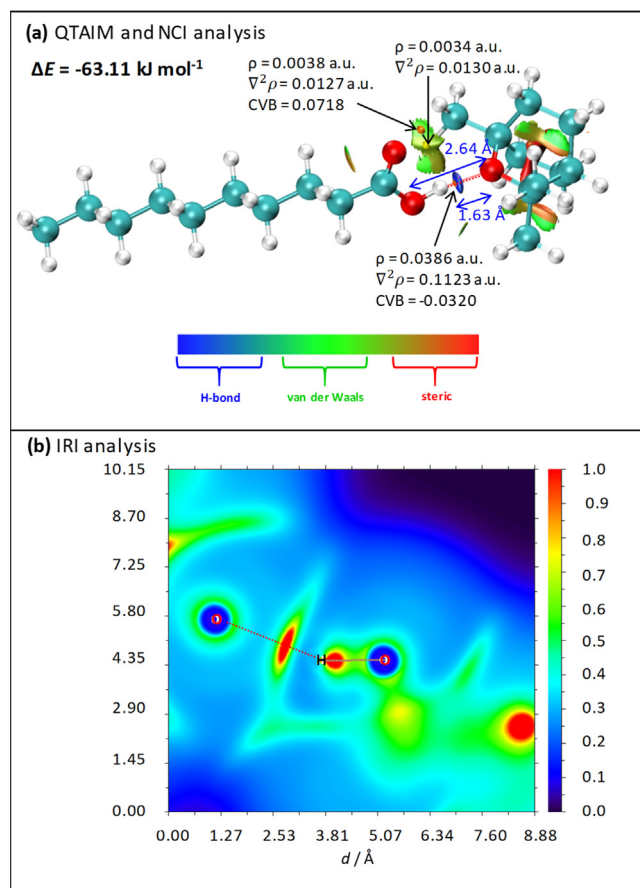 (a) QTAIM and NCI analysis
ΔE = -63.11 kJ mol⁻¹
ρ = 0.0038 a.u.
∇²ρ = 0.0127 a.u.
CVB = 0.0718
ρ = 0.0034 a.u.
∇²ρ = 0.0130 a.u.
2.64 Å
1.63 Å
ρ = 0.0386 a.u.
∇²ρ = 0.1123 a.u.
CVB = -0.0320
H-bond van der Waals steric
(b) IRI analysis
10.15
8.70
7.25
5.80
4.35
2.90
1.45
0.00
O
H
O
0.00 1.27 2.53 3.81 5.07 6.34 7.60 8.88
d / Å
1.0
0.9
0.8
0.7
0.6
0.5
0.4
0.3
0.2
0.1
0.0